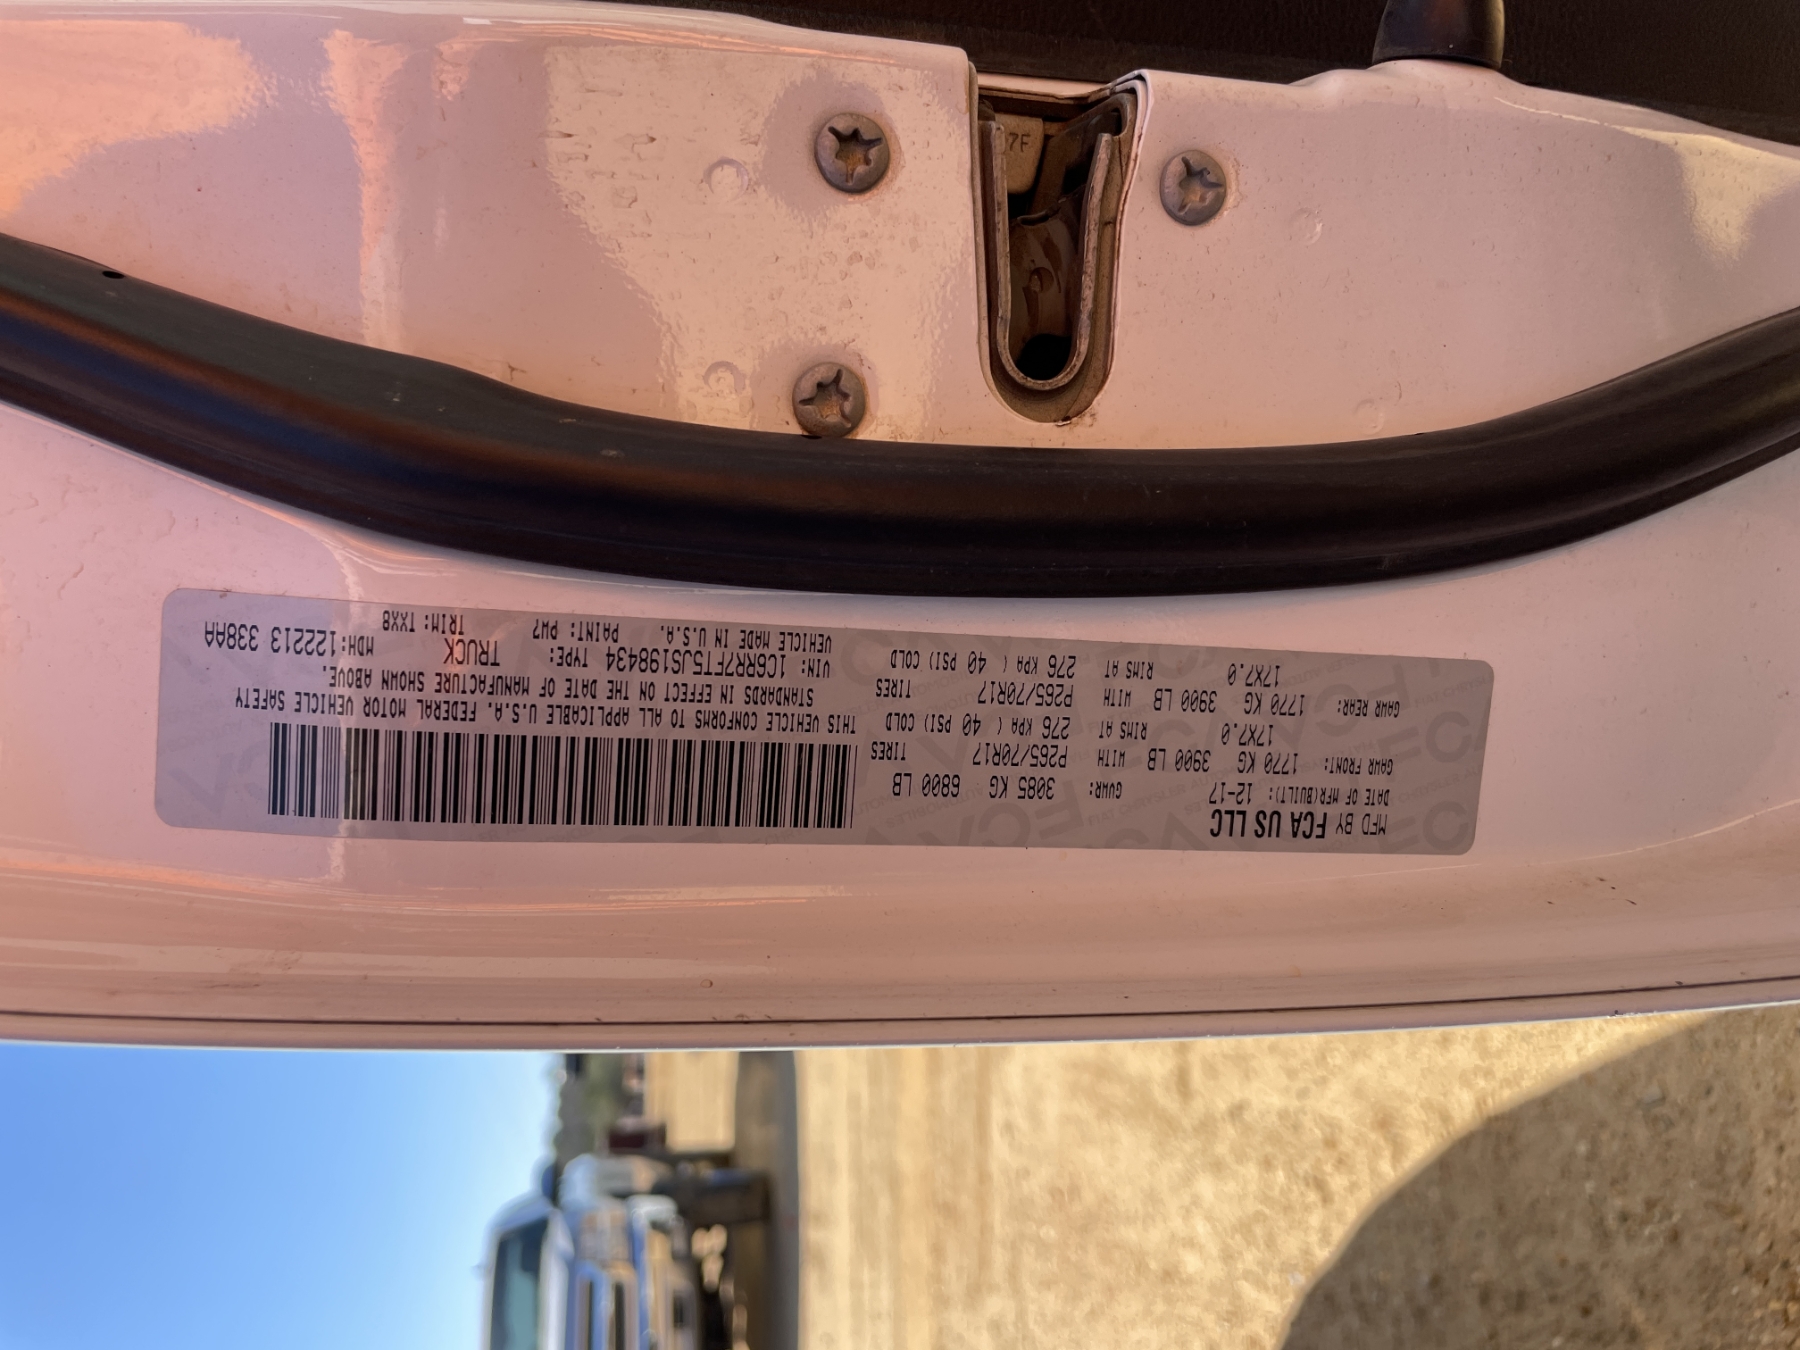 MFD BY FCA US LLC
DATE OF MFR(BUILT): 12-17 GVWR: 3085 KG 6800 LB
GAWR FRONT: 1770 KG 3900 LB WITH P265/70R17 TIRES
17X7.0 RIMS AT 276 KPA ( 40 PSI) COLD
GAWR REAR: 1770 KG 3900 LB WITH P265/70R17 TIRES
17X7.0 RIMS AT 276 KPA ( 40 PSI) COLD
THIS VEHICLE CONFORMS TO ALL APPLICABLE U.S.A. FEDERAL MOTOR VEHICLE SAFETY
STANDARDS IN EFFECT ON THE DATE OF MANUFACTURE SHOWN ABOVE.
VIN: 1C6RR7FT5JS198434 TYPE: TRUCK MDH:122213 338AA
VEHICLE MADE IN U.S.A. PAINT: PW7 TRIM: TXX8
7F